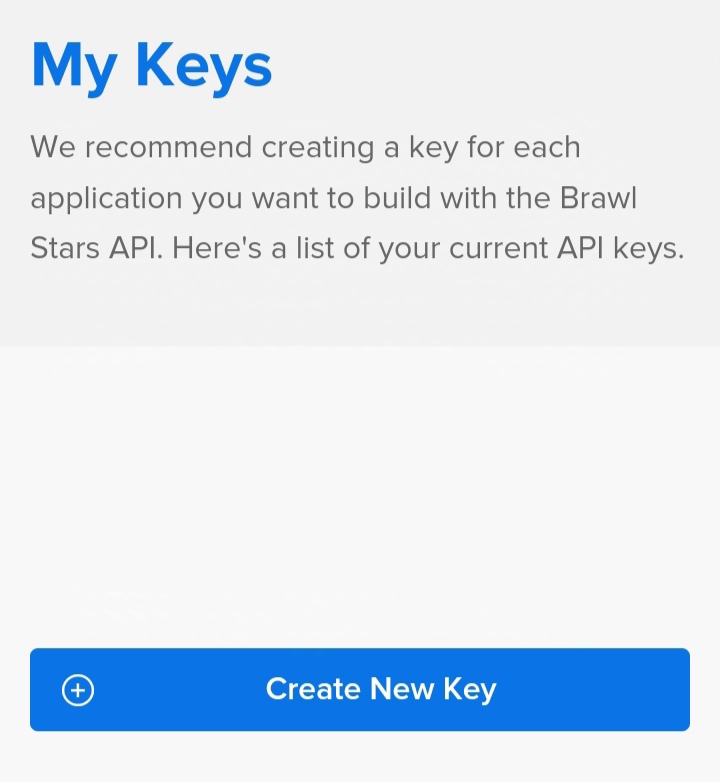 My Keys
We recommend creating a key for each
application you want to build with the Brawl
Stars API. Here's a list of your current API keys.
Create New Key